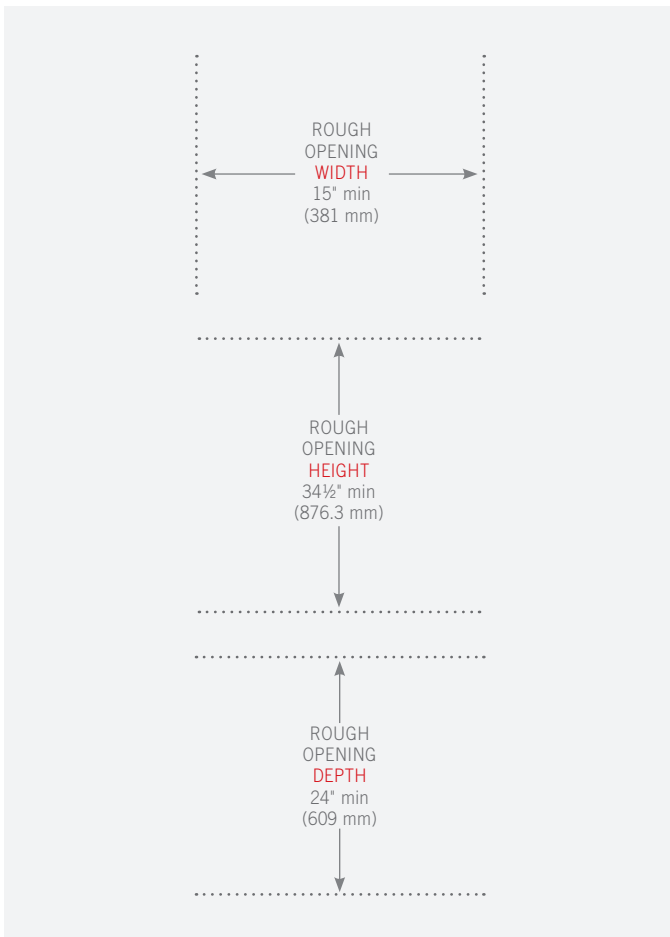 ROUGH
OPENING
WIDTH
15" min
(381 mm)
ROUGH
OPENING
HEIGHT
34½" min
(876.3 mm)
ROUGH
OPENING
DEPTH
24" min
(609 mm)